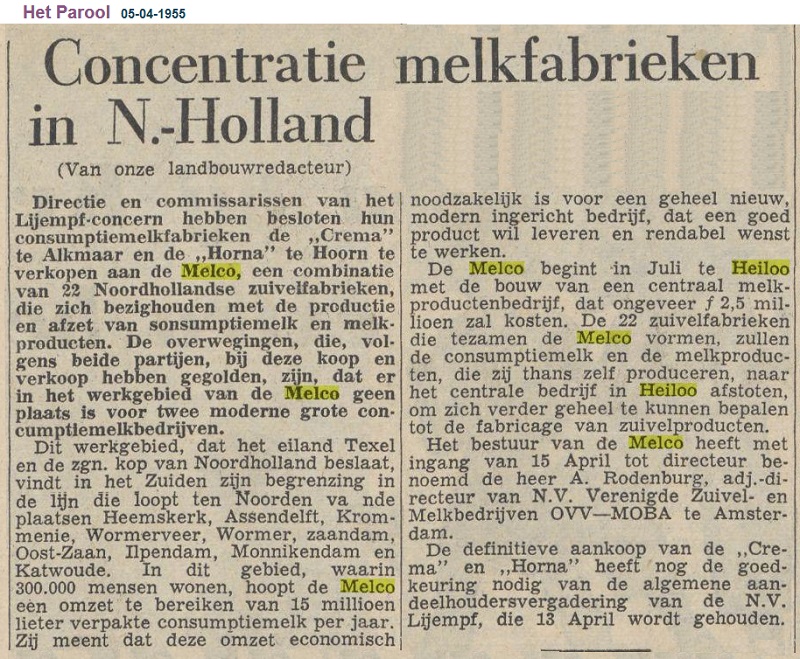 Het Parool 05-04-1955
Concentratie melkfabrieken
in N.-Holland
(Van onze landbouwredacteur)
Directie en commissarissen van het
Lijempf-concern hebben besloten hun
consumptiemelkfabrieken de „Crema”
te Alkmaar en de „Horna” te Hoorn te
verkopen aan de Melco, een combinatie
van 22 Noordhollandse zuivelfabrieken,
die zich bezighouden met de productie
en afzet van sonsumptiemelk en melk-
producten. De overwegingen, die, vol-
gens beide partijen, bij deze koop en
verkoop hebben gegolden, zijn, dat er
in het werkgebied van de Melco geen
plaats is voor twee moderne grote con-
cumptiemelkbedrijven.
Dit werkgebied, dat het eiland Texel
en de zgn. kop van Noordholland beslaat,
vindt in het Zuiden zijn begrenzing in
de lijn die loopt ten Noorden va nde
plaatsen Heemskerk, Assendelft, Krom-
menie, Wormerveer, Wormer, zaandam,
Oost-Zaan, Ilpendam, Monnikendam en
Katwoude. In dit gebied, waarin
300.000 mensen wonen, hoopt de Melco
een omzet te bereiken van 15 millioen
lieter verpakte consumptiemelk per jaar.
Zij meent dat deze omzet economisch
noodzakelijk is voor een geheel nieuw,
modern ingericht bedrijf, dat een goed
product wil leveren en rendabel wenst
te werken.
De Melco begint in Juli te Heiloo
met de bouw van een centraal melk-
productenbedrijf, dat ongeveer ƒ 2,5 mil-
lioen zal kosten. De 22 zuivelfabrieken
die tezamen de Melco vormen, zullen
de consumptiemelk en de melkproduc-
ten, die zij thans zelf produceren, naar
het centrale bedrijf in Heiloo afstoten,
om zich verder geheel te kunnen bepalen
tot de fabricage van zuivelproducten.
Het bestuur van de Melco heeft met
ingang van 15 April tot directeur be-
noemd de heer A. Rodenburg, adj.-di-
recteur van N.V. Verenigde Zuivel- en
Melkbedrijven OVV—MOBA te Amster-
dam.
De definitieve aankoop van de „Cre-
ma” en „Horna” heeft nog de goed-
keuring nodig van de algemene aan-
deelhoudersvergadering van de N.V.
Lijempf, die 13 April wordt gehouden.